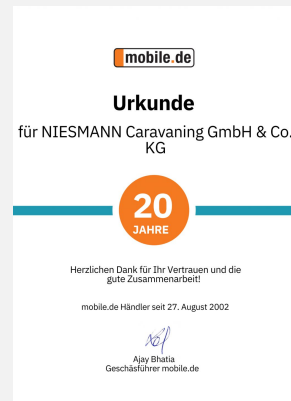 mobile.de
Urkunde
für NIESMANN Caravaning GmbH & Co.
KG
20
JAHRE
Herzlichen Dank für Ihr Vertrauen und die
gute Zusammenarbeit!
mobile.de Händler seit 27. August 2002
Ajay Bhatia
Geschäsführer mobile.de